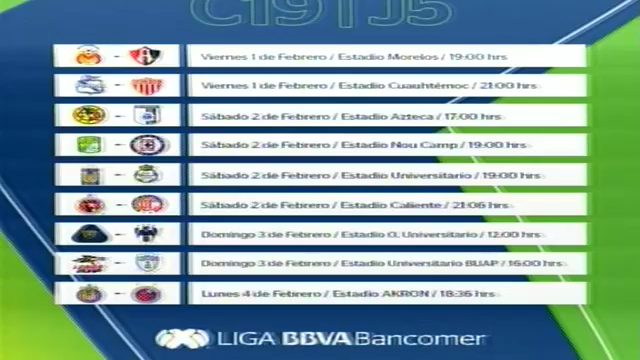 C19 | J5
Viernes 1 de Febrero / Estadio Morelos / 19:00 hrs
Viernes 1 de Febrero / Estadio Cuauhtémoc / 21:00 hrs
Sábado 2 de Febrero / Estadio Azteca / 17:00 hrs
Sábado 2 de Febrero / Estadio Nou Camp / 19:00 hrs
Sábado 2 de Febrero / Estadio Universitario / 19:00 hrs
Sábado 2 de Febrero / Estadio Caliente / 21:06 hrs
Domingo 3 de Febrero / Estadio O. Universitario / 12:00 hrs
Domingo 3 de Febrero / Estadio Universitario BUAP / 16:00 hrs
Lunes 4 de Febrero / Estadio AKRON / 18:36 hrs
LIGA BBVA Bancomer